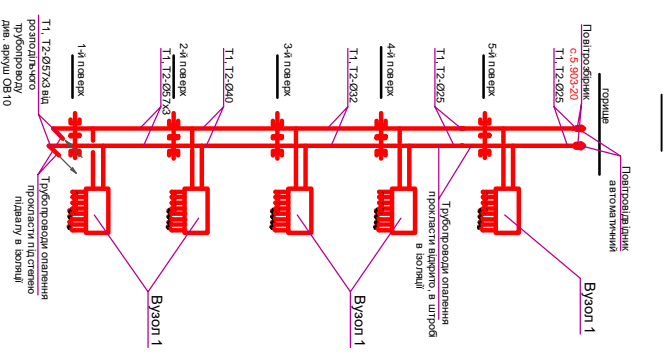 горище
Повітрозбірник
с.5.903-20
Т1, Т2-Ø25
Повітровідвідник
автоматичний
5-й поверх
Вузол 1
Т1, Т2-Ø25
4-й поверх
Трубопроводи опалення
прокласти відкрито, в штробі
в ізоляції
Т1, Т2-Ø32
3-й поверх
Вузол 1
Т1, Т2-Ø40
2-й поверх
Т1, Т2-Ø57х3
1-й поверх
Вузол 1
Т1, Т2-Ø57х3 від
розподільного
трубопроводу
див. аркуш ОВ10
Трубопроводи опалення
прокласти під стелею
підвалу в ізоляції